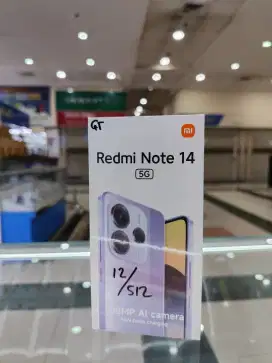 GT
mi
Redmi Note 14
5G
12/512
MP AI camera